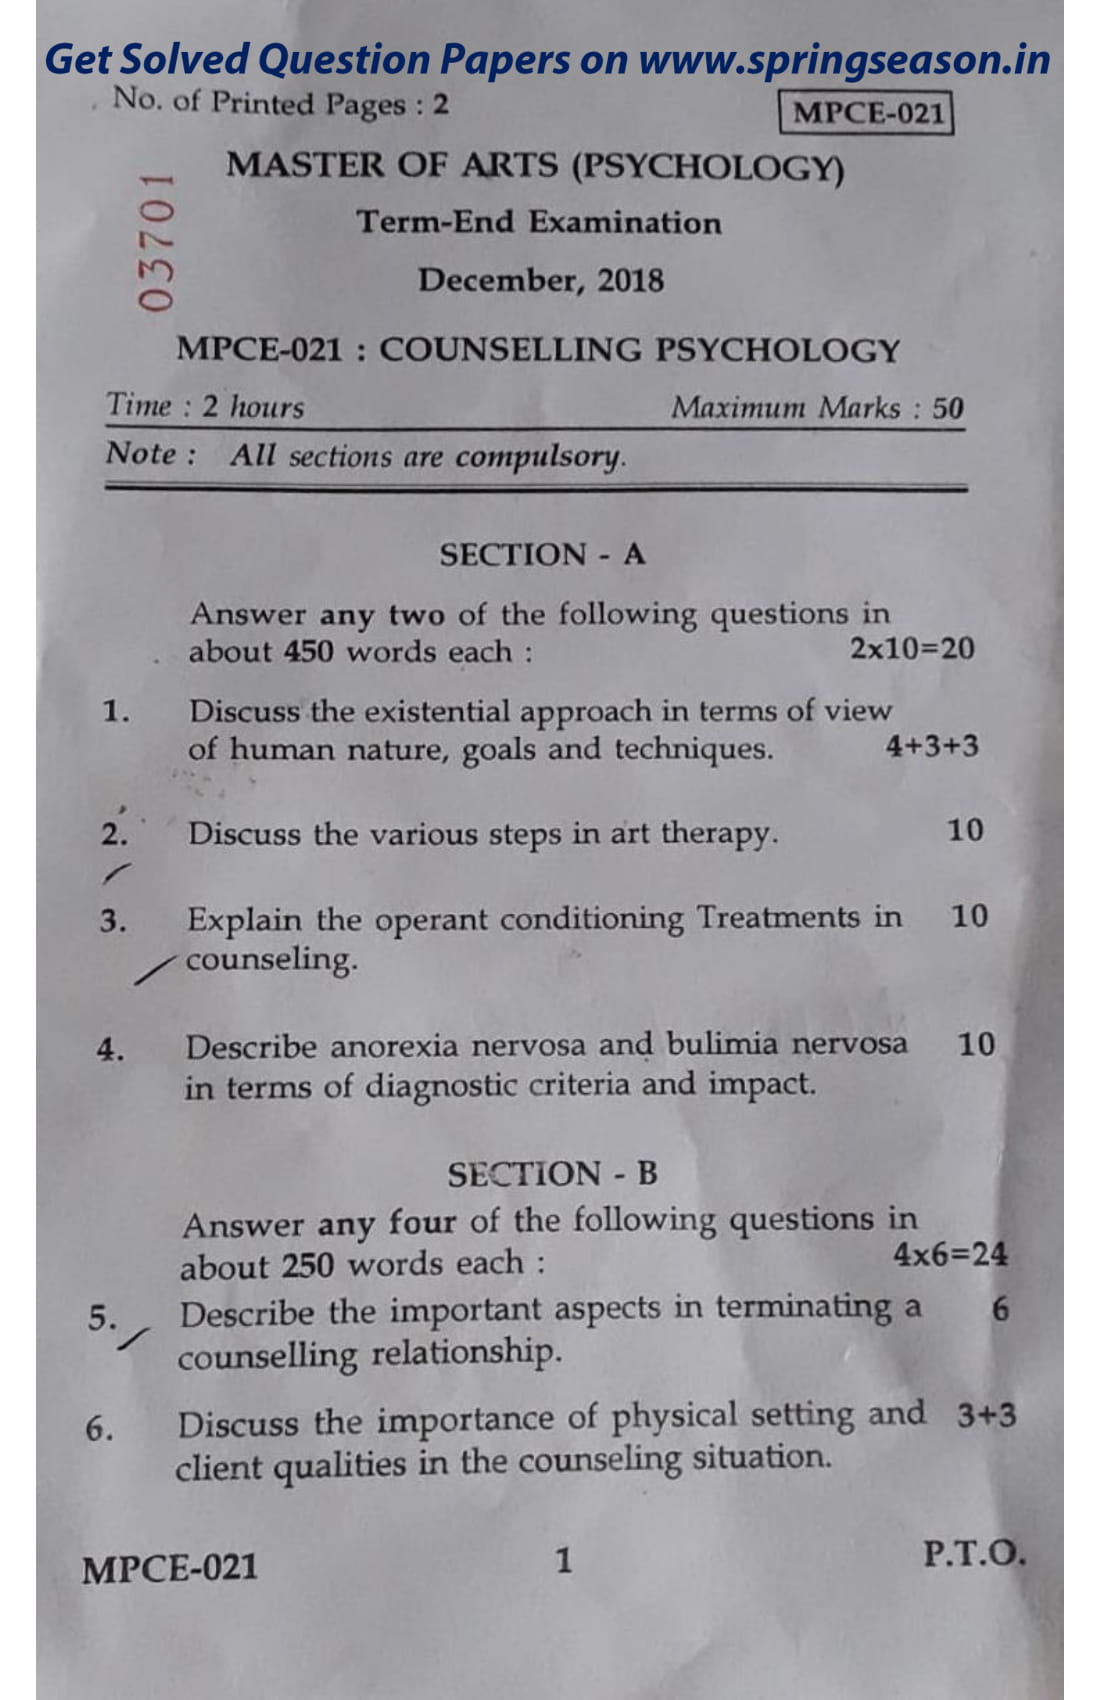 Get Solved Question Papers on www.springseason.in
No. of Printed Pages : 2
MPCE-021
03701
MASTER OF ARTS (PSYCHOLOGY)
Term-End Examination
December, 2018
MPCE-021 : COUNSELLING PSYCHOLOGY
Time : 2 hours Maximum Marks : 50
Note : All sections are compulsory.
SECTION - A
Answer any two of the following questions in
about 450 words each : 2x10=20
1. Discuss the existential approach in terms of view
of human nature, goals and techniques. 4+3+3
2. Discuss the various steps in art therapy. 10
3. Explain the operant conditioning Treatments in 10
counseling.
4. Describe anorexia nervosa and bulimia nervosa 10
in terms of diagnostic criteria and impact.
SECTION - B
Answer any four of the following questions in
about 250 words each : 4x6=24
5. Describe the important aspects in terminating a 6
counselling relationship.
6. Discuss the importance of physical setting and 3+3
client qualities in the counseling situation.
MPCE-021 1 P.T.O.